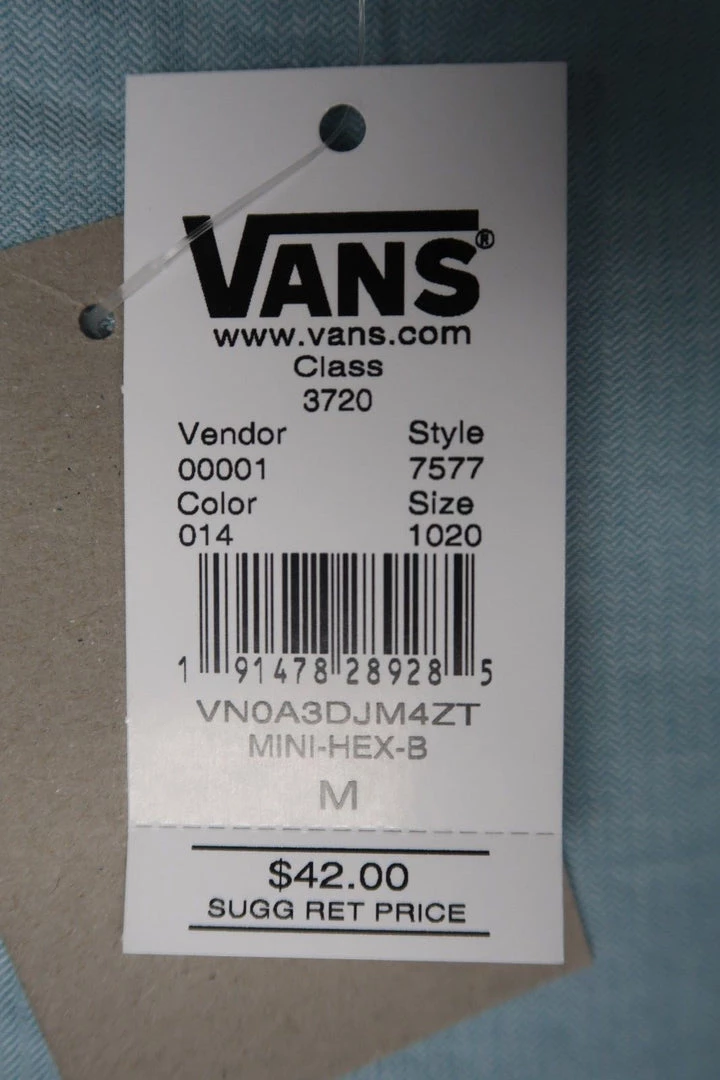 VANS®
www.vans.com
Class
3720
Vendor Style
00001 7577
Color Size
014 1020
1 91478 28928 5
VN0A3DJM4ZT
MINI-HEX-B
M
$42.00
SUGG RET PRICE